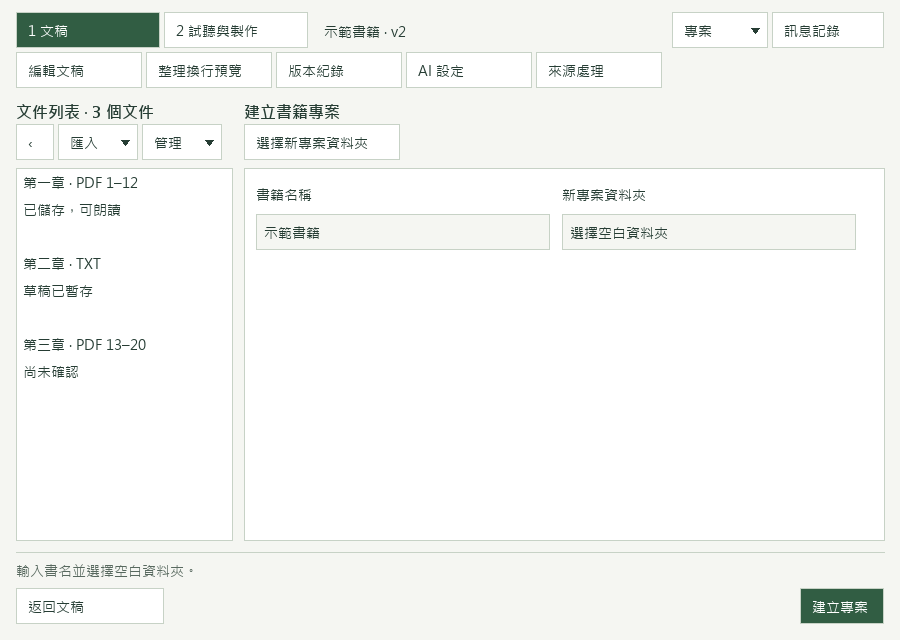 1 文稿
2 試聽與製作
示範書籍 · v2
專案
訊息記錄
編輯文稿
整理換行預覽
版本紀錄
AI 設定
來源處理
文件列表 · 3 個文件
建立書籍專案
‹
匯入
管理
選擇新專案資料夾
第一章 · PDF 1–12
已儲存，可朗讀
第二章 · TXT
草稿已暫存
第三章 · PDF 13–20
尚未確認
書籍名稱
新專案資料夾
示範書籍
選擇空白資料夾
輸入書名並選擇空白資料夾。
返回文稿
建立專案